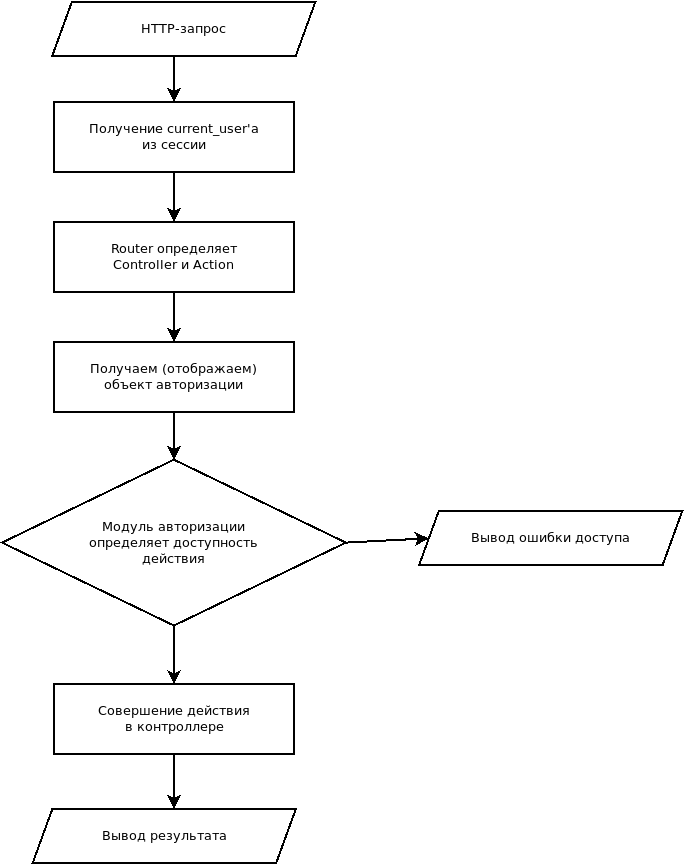 HTTP-запрос
Получение current_user'а
из сессии
Router определяет
Controller и Action
Получаем (отображаем)
объект авторизации
Модуль авторизации
определяет доступность
действия
Вывод ошибки доступа
Совершение действия
в контроллере
Вывод результата